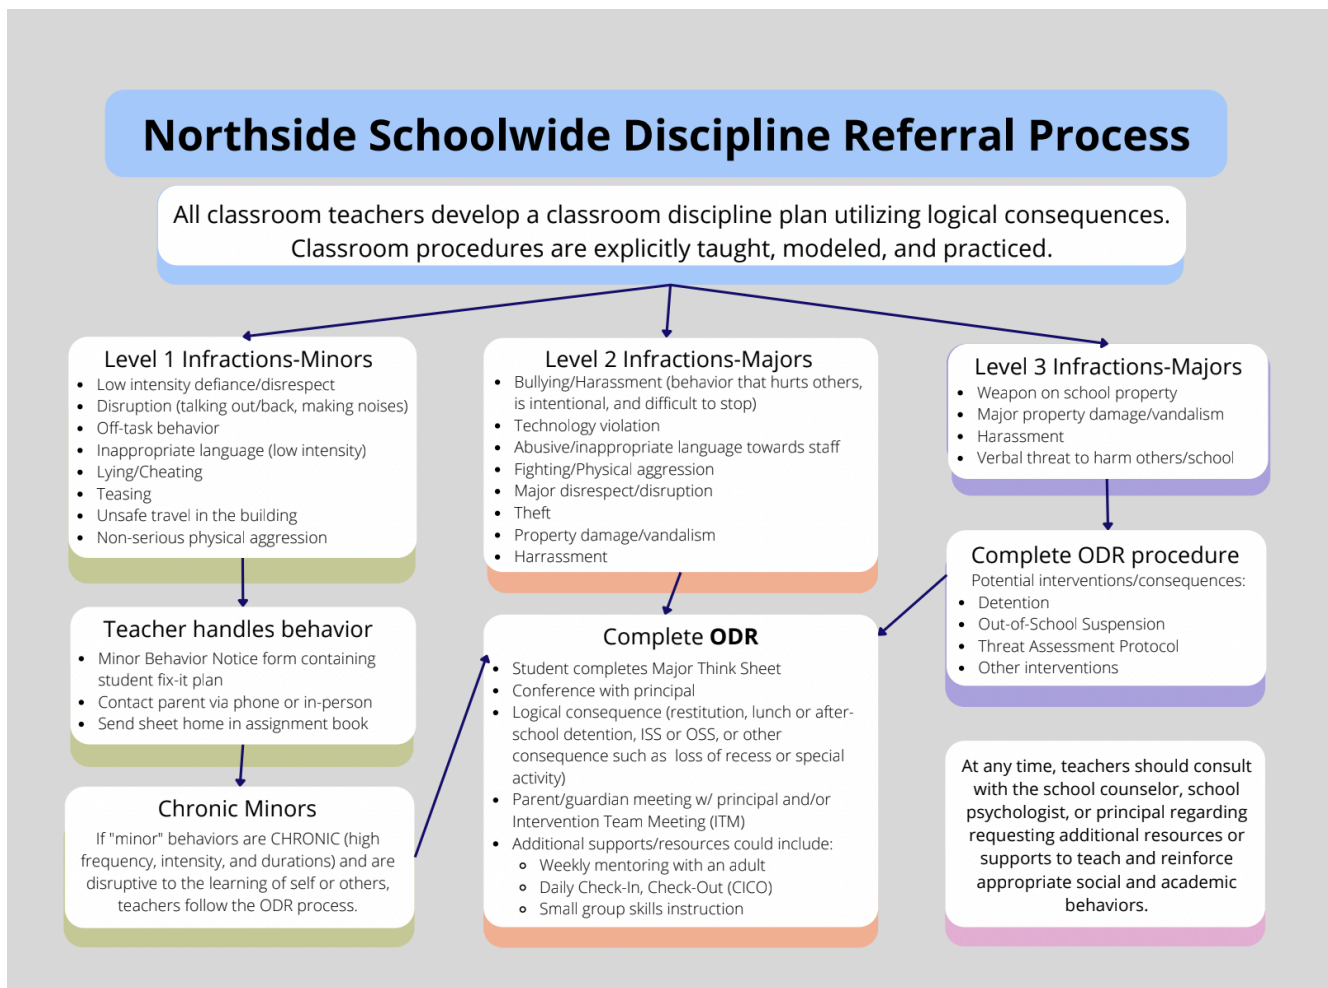 Northside Schoolwide Discipline Referral Process
All classroom teachers develop a classroom discipline plan utilizing logical consequences.
Classroom procedures are explicitly taught, modeled, and practiced.
Level 1 Infractions-Minors
• Low intensity defiance/disrespect
• Disruption (talking out/back, making noises)
• Off-task behavior
• Inappropriate language (low intensity)
• Lying/Cheating
• Teasing
• Unsafe travel in the building
• Non-serious physical aggression
Teacher handles behavior
• Minor Behavior Notice form containing
student fix-it plan
• Contact parent via phone or in-person
• Send sheet home in assignment book
Chronic Minors
If "minor" behaviors are CHRONIC (high
frequency, intensity, and durations) and are
disruptive to the learning of self or others,
teachers follow the ODR process.
Level 2 Infractions-Majors
• Bullying/Harassment (behavior that hurts others,
is intentional, and difficult to stop)
• Technology violation
• Abusive/inappropriate language towards staff
• Fighting/Physical aggression
• Major disrespect/disruption
• Theft
• Property damage/vandalism
• Harrassment
Complete ODR
• Student completes Major Think Sheet
• Conference with principal
• Logical consequence (restitution, lunch or after-
school detention, ISS or OSS, or other
consequence such as loss of recess or special
activity)
• Parent/guardian meeting w/ principal and/or
Intervention Team Meeting (ITM)
• Additional supports/resources could include:
◦ Weekly mentoring with an adult
◦ Daily Check-In, Check-Out (CICO)
◦ Small group skills instruction
Level 3 Infractions-Majors
• Weapon on school property
• Major property damage/vandalism
• Harassment
• Verbal threat to harm others/school
Complete ODR procedure
Potential interventions/consequences:
• Detention
• Out-of-School Suspension
• Threat Assessment Protocol
• Other interventions
At any time, teachers should consult
with the school counselor, school
psychologist, or principal regarding
requesting additional resources or
supports to teach and reinforce
appropriate social and academic
behaviors.